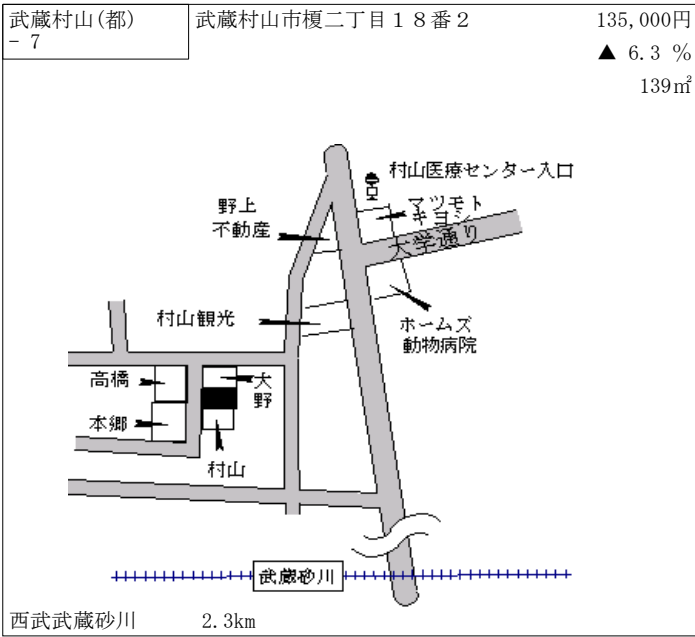 武蔵村山(都)
- 7
武蔵村山市榎二丁目１８番２
135,000円
▲ 6.3 %
139㎡
村山医療センター入口
マツモト
キヨシ
野上
不動産
大学通り
村山観光
ホームズ
動物病院
高橋
大
野
本郷
村山
武蔵砂川
西武武蔵砂川 2.3km